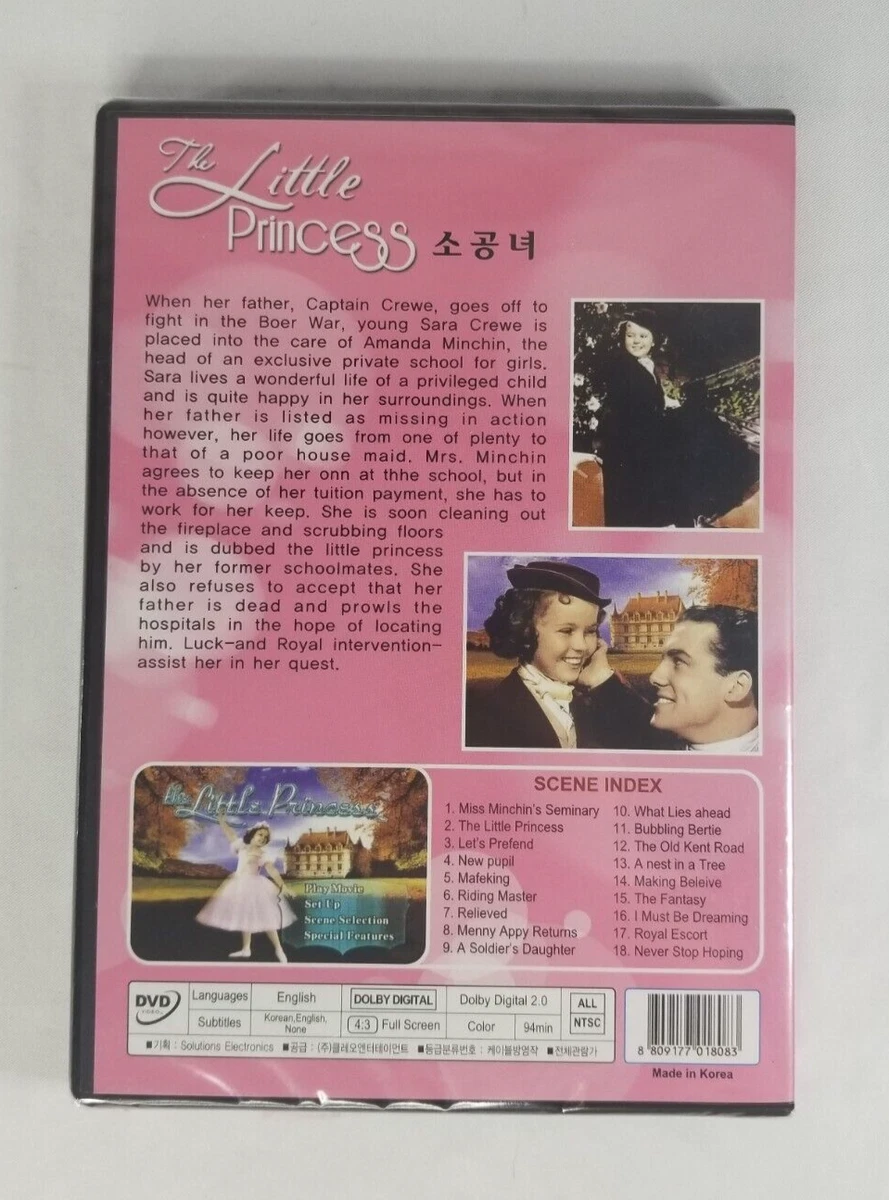 The Little
Princess 소공녀
When her father, Captain Crewe, goes off to
fight in the Boer War, young Sara Crewe is
placed into the care of Amanda Minchin, the
head of an exclusive private school for girls.
Sara lives a wonderful life of a privileged child
and is quite happy in her surroundings. When
her father is listed as missing in action
however, her life goes from one of plenty to
that of a poor house maid. Mrs. Minchin
agrees to keep her onn at thhe school, but in
the absence of her tuition payment, she has to
work for her keep. She is soon cleaning out
the fireplace and scrubbing floors
and is dubbed the little princess
by her former schoolmates. She
also refuses to accept that her
father is dead and prowls the
hospitals in the hope of locating
him. Luck-and Royal intervention-
assist her in her quest.
The Little Princess
Play Movie
Set Up
Scene Selection
Special Features
SCENE INDEX
1. Miss Minchin's Seminary
2. The Little Princess
3. Let's Prefend
4. New pupil
5. Mafeking
6. Riding Master
7. Relieved
8. Menny Appy Returns
9. A Soldier's Daughter
10. What Lies ahead
11. Bubbling Bertie
12. The Old Kent Road
13. A nest in a Tree
14. Making Beleive
15. The Fantasy
16. I Must Be Dreaming
17. Royal Escort
18. Never Stop Hoping
DVD VIDEO
Languages English
Subtitles Korean,English, None
DOLBY DIGITAL Dolby Digital 2.0
4:3 Full Screen Color 94min
ALL
NTSC
■기획 : Solutions Electronics ■공급 : (주)클레오엔터테이먼트 ■등급분류번호 : 케이블방영작 ■전체관람가
8 809177 018083
Made in Korea